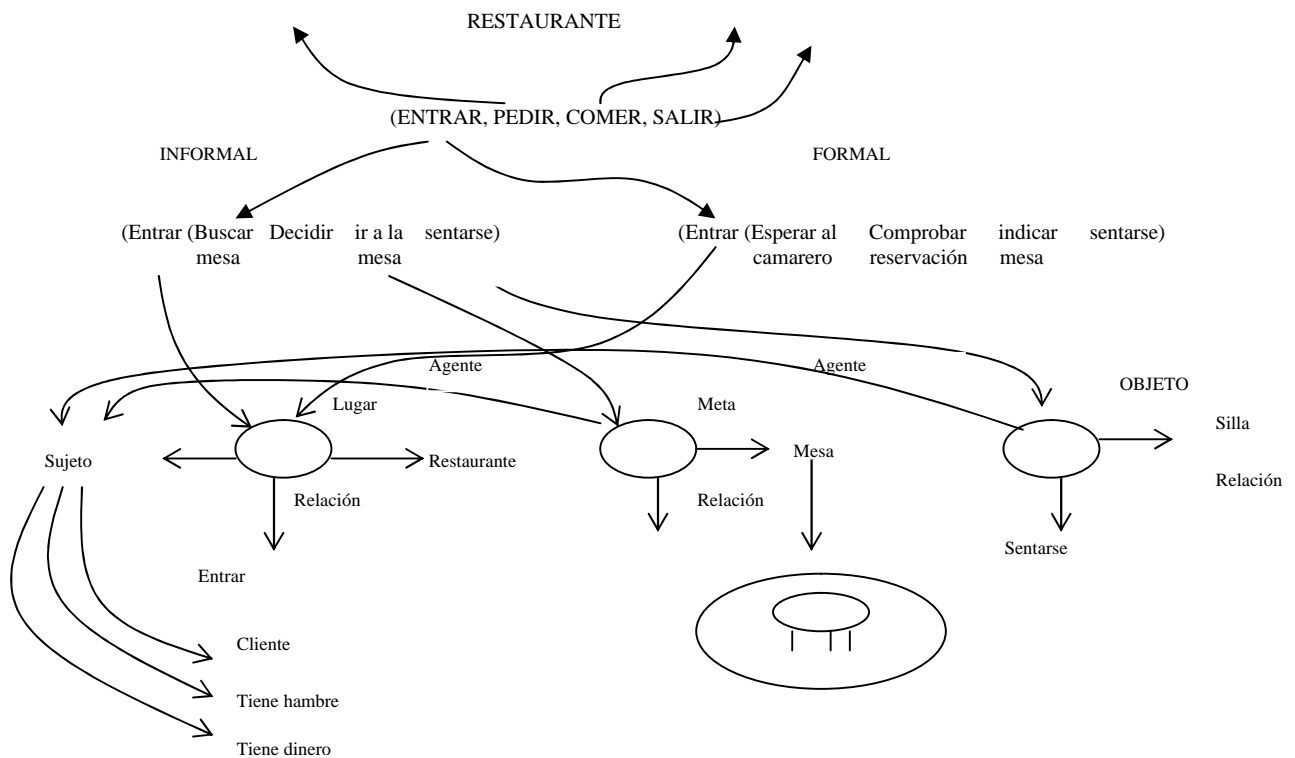 RESTAURANTE
(ENTRAR, PEDIR, COMER, SALIR)
INFORMAL
FORMAL
(Entrar (Buscar Decidir ir a la sentarse)
mesa mesa
(Entrar (Esperar al Comprobar indicar sentarse)
camarero reservación mesa
Agente
Agente
OBJETO
Lugar
Meta
Silla
Sujeto
Restaurante
Mesa
Relación
Relación
Relación
Sentarse
Entrar
Cliente
Tiene hambre
Tiene dinero